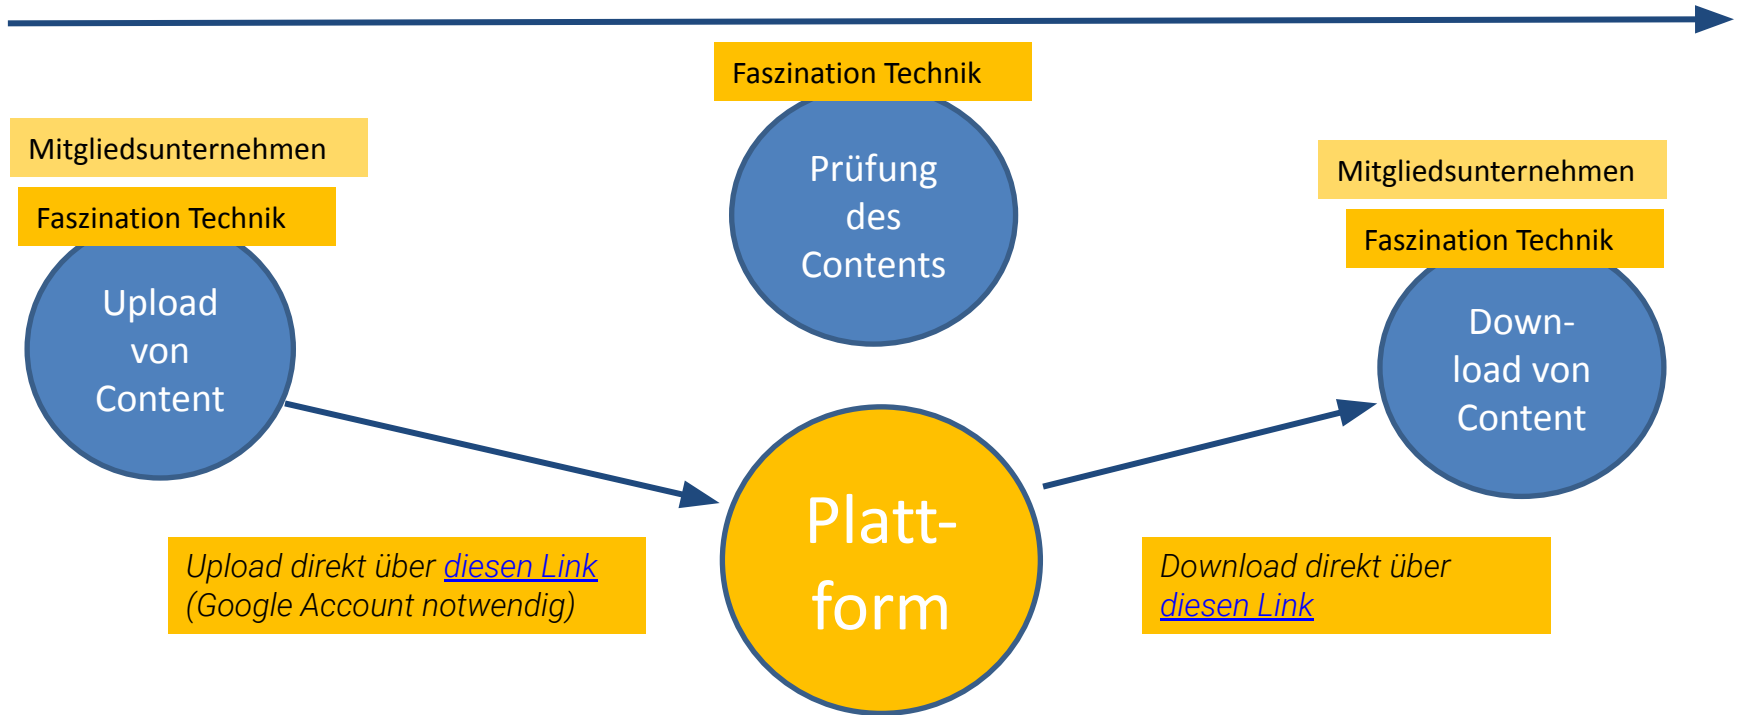 Faszination Technik
Prüfung
des
Contents
Mitgliedsunternehmen
Faszination Technik
Upload
von
Content
Mitgliedsunternehmen
Faszination Technik
Down-
load von
Content
Platt-
form
Upload direkt über diesen Link
(Google Account notwendig)
Download direkt über
diesen Link